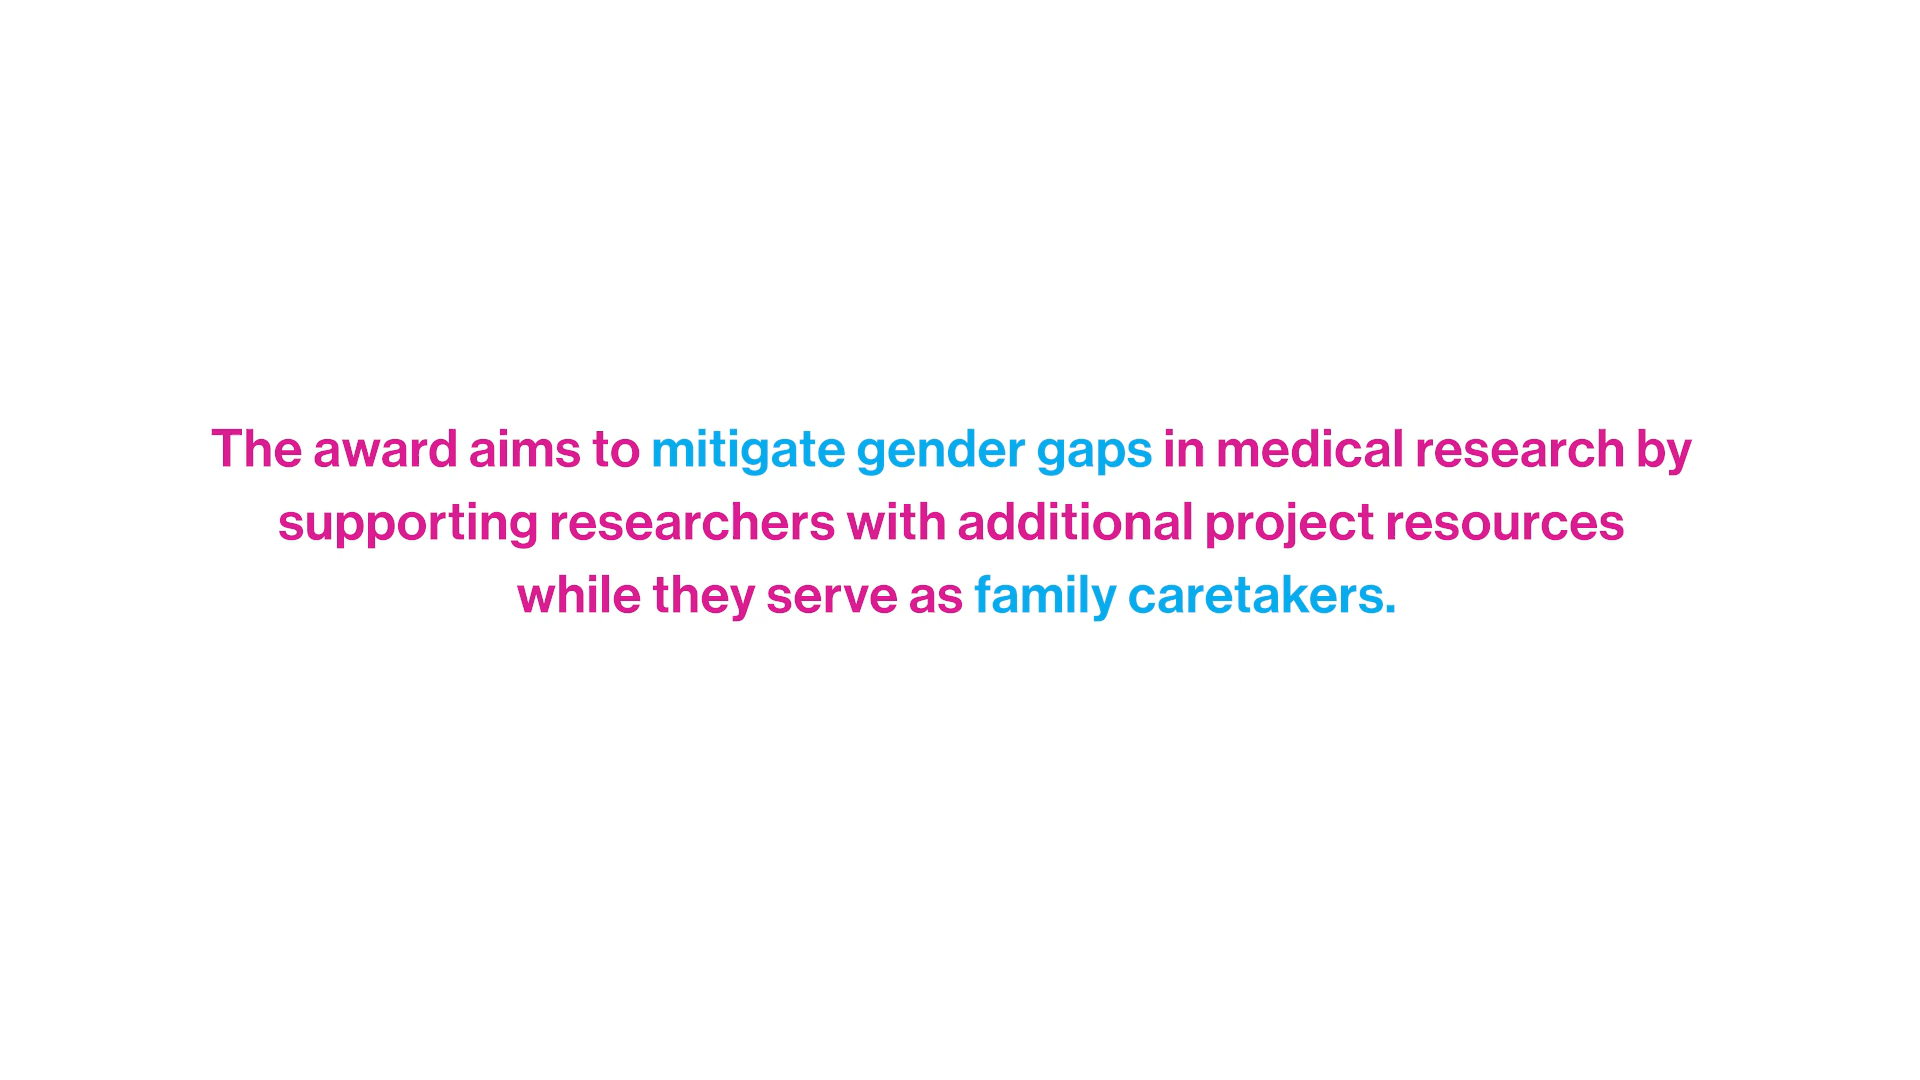 The award aims to mitigate gender gaps in medical research by
supporting researchers with additional project resources
while they serve as family caretakers.